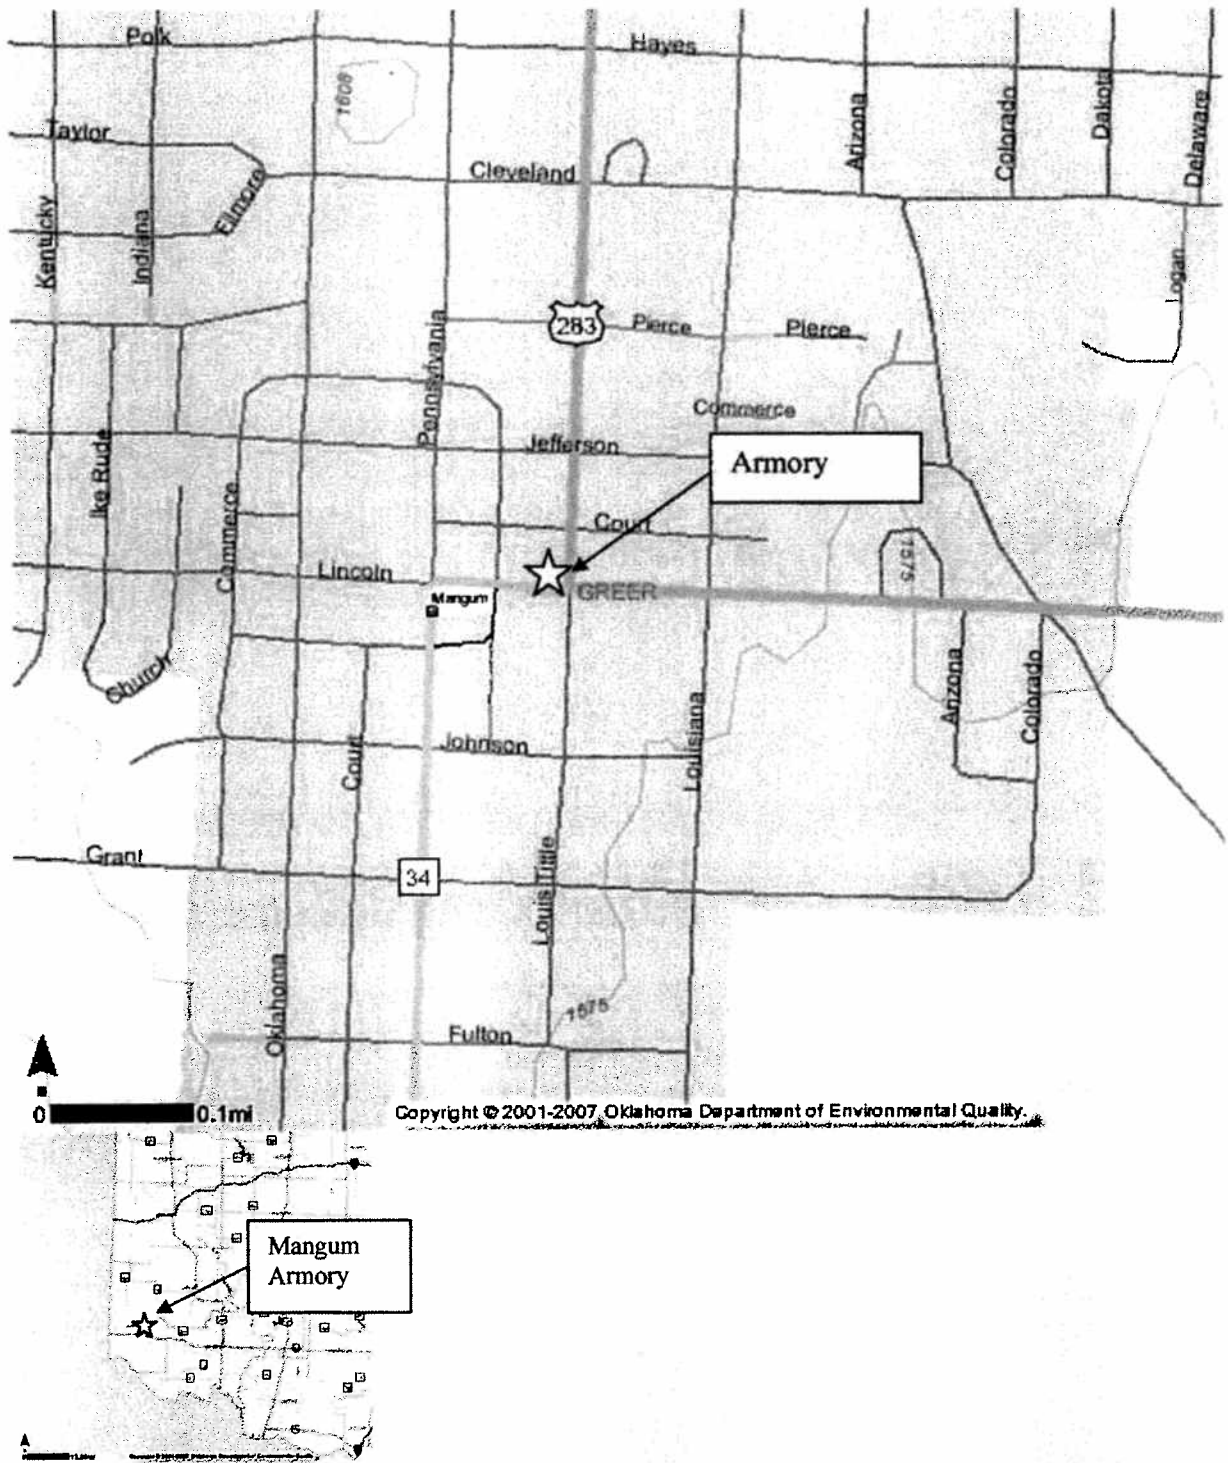 Polk
Hayes
1608
Taylor
Arizona
Colorado
Dakota
Delaware
Cleveland
Kentucky
Indiana
Filmore
Logan
Pennsylvania
283
Pierce
Pierce
Commerce
Jefferson
Armory
Ike Rude
Commerce
Court
1575
Lincoln
GREER
Mangum
Church
Arizona
Colorado
Court
Johnson
Louisiana
Grant
34
Louis Tittle
Oklahoma
1575
Fulton
0 0.1mi
Copyright © 2001-2007, Oklahoma Department of Environmental Quality.
Mangum
Armory